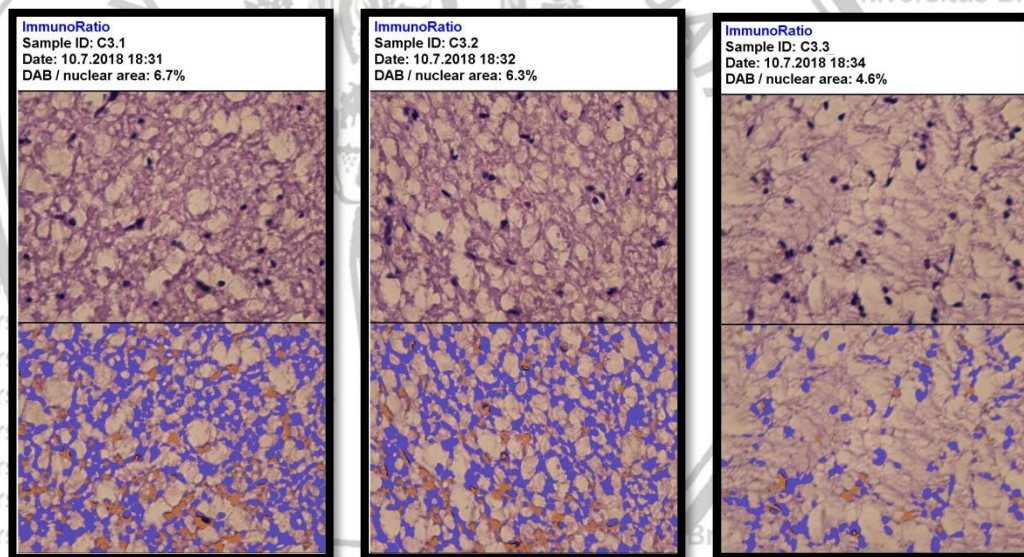 ImmunoRatio
Sample ID: C3.1
Date: 10.7.2018 18:31
DAB / nuclear area: 6.7%
ImmunoRatio
Sample ID: C3.2
Date: 10.7.2018 18:32
DAB / nuclear area: 6.3%
ImmunoRatio
Sample ID: C3.3
Date: 10.7.2018 18:34
DAB / nuclear area: 4.6%